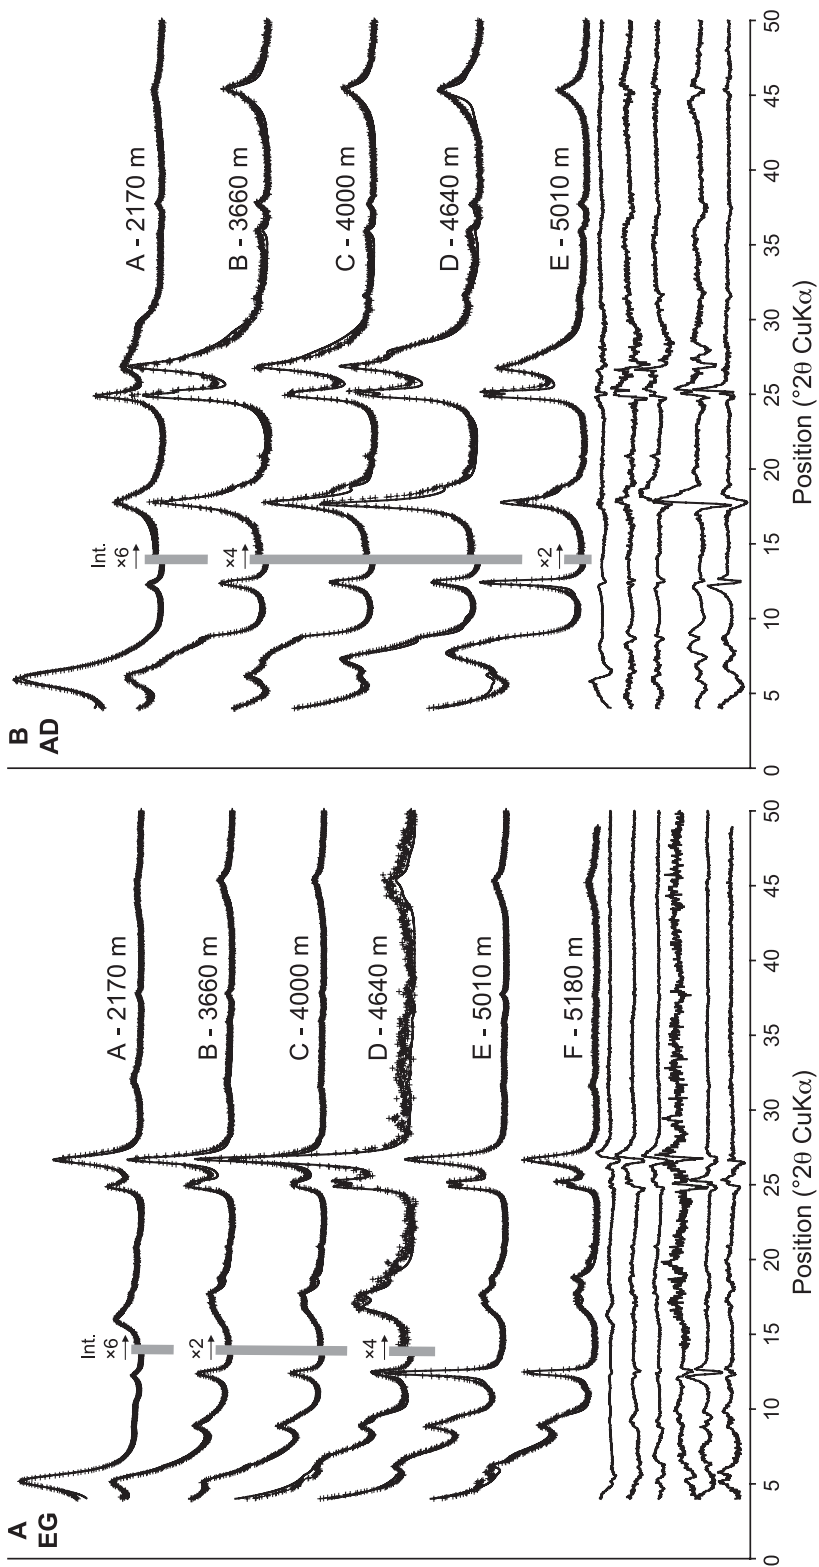 A
EG
Int.
×6
×2
×4
A - 2170 m
B - 3660 m
C - 4000 m
D - 4640 m
E - 5010 m
F - 5180 m
0 5 10 15 20 25 30 35 40 45 50
Position (°2θ CuKα)
B
AD
Int.
×6
×4
×2
A - 2170 m
B - 3660 m
C - 4000 m
D - 4640 m
E - 5010 m
0 5 10 15 20 25 30 35 40 45 50
Position (°2θ CuKα)